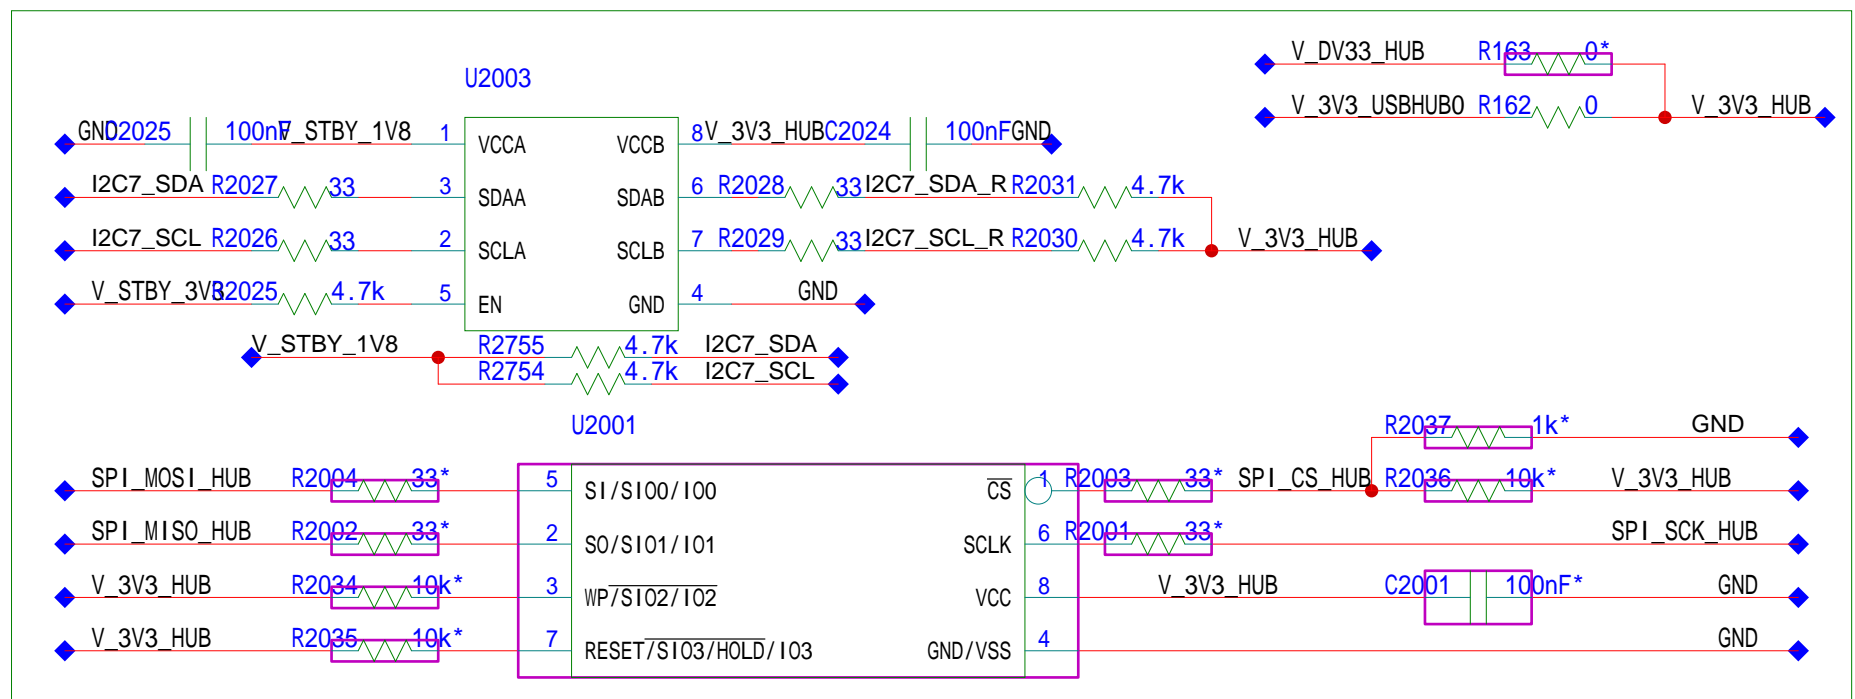 V_DV33_HUB R163 0*
U2003
V_3V3_USBHUB0 R162 0 V_3V3_HUB
GND C2025 100nF V_STBY_1V8 1 VCCA VCCB 8 V_3V3_HUB C2024 100nF GND
I2C7_SDA R2027 33 3 SDAA SDAB 6 R2028 33 I2C7_SDA_R R2031 4.7k
I2C7_SCL R2026 33 2 SCLA SCLB 7 R2029 33 I2C7_SCL_R R2030 4.7k V_3V3_HUB
V_STBY_3V3 R2025 4.7k 5 EN GND 4 GND
V_STBY_1V8 R2755 4.7k I2C7_SDA
R2754 4.7k I2C7_SCL
U2001
R2037 1k* GND
SPI_MOSI_HUB R2004 33* 5 SI/SIO0/IO0 CS 1 R2003 33* SPI_CS_HUB R2036 10k* V_3V3_HUB
SPI_MISO_HUB R2002 33* 2 SO/SIO1/IO1 SCLK 6 R2001 33* SPI_SCK_HUB
V_3V3_HUB R2034 10k* 3 WP/SIO2/IO2 VCC 8 V_3V3_HUB C2001 100nF* GND
V_3V3_HUB R2035 10k* 7 RESET/SIO3/HOLD/IO3 GND/VSS 4 GND